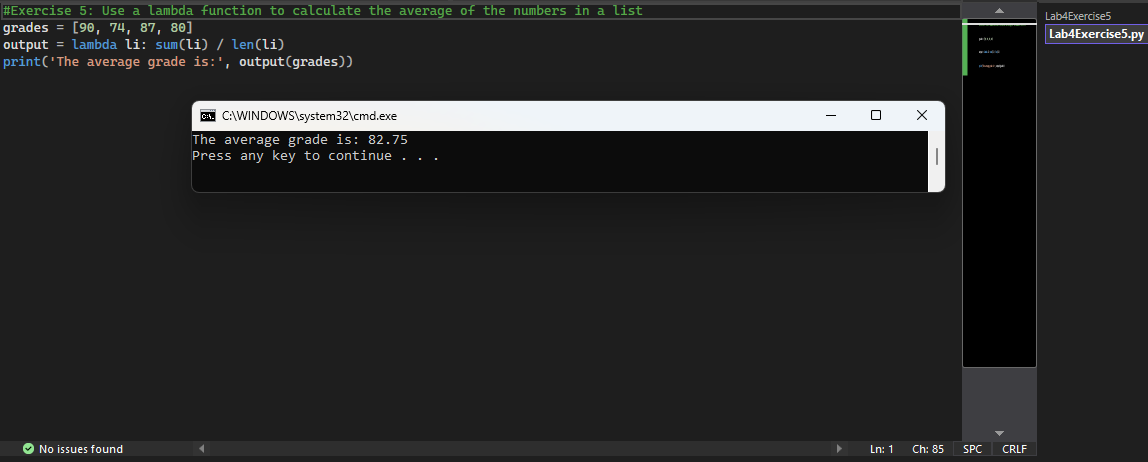 #Exercise 5: Use a lambda function to calculate the average of the numbers in a list
grades = [90, 74, 87, 80]
output = lambda li: sum(li) / len(li)
print('The average grade is:', output(grades))
C:\WINDOWS\system32\cmd.exe
The average grade is: 82.75
Press any key to continue . . .
Lab4Exercise5
Lab4Exercise5.py
No issues found
Ln: 1 Ch: 85 SPC CRLF